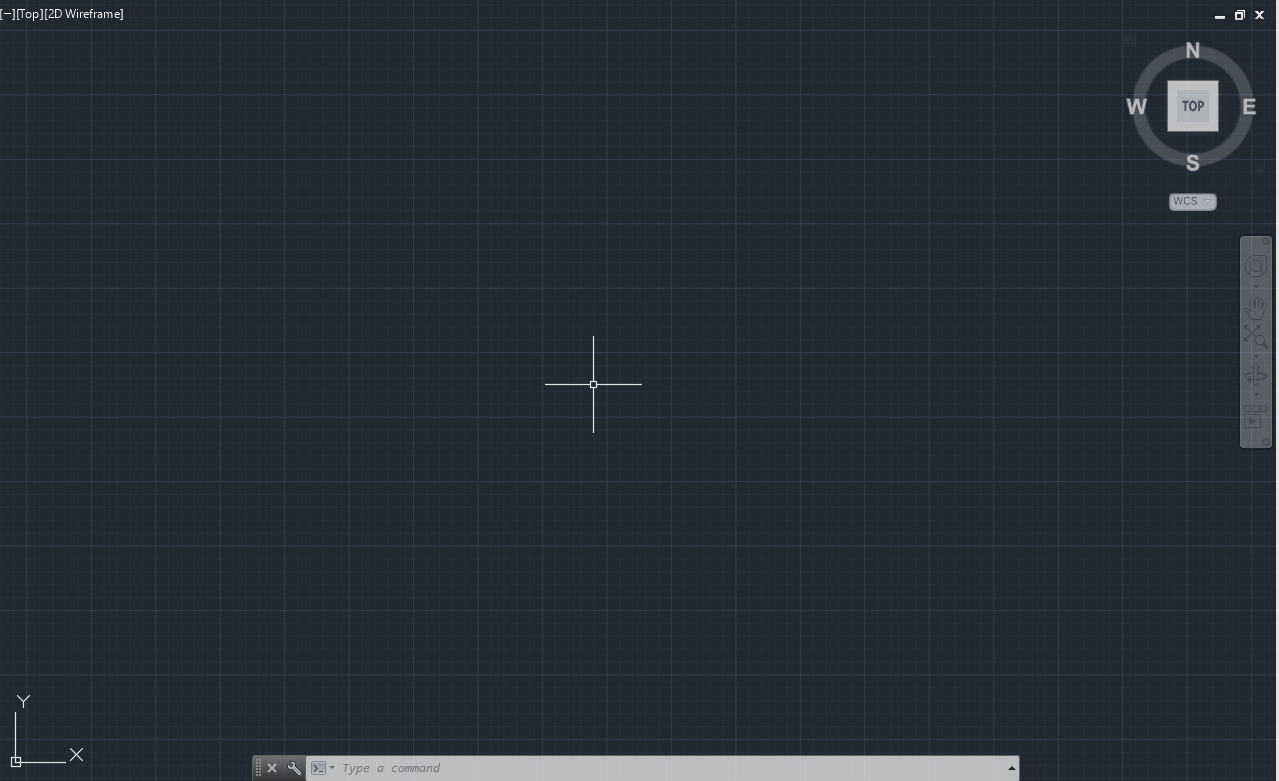 [−][Top][2D Wireframe]
N
W TOP E
S
WCS
Y
X
Type a command